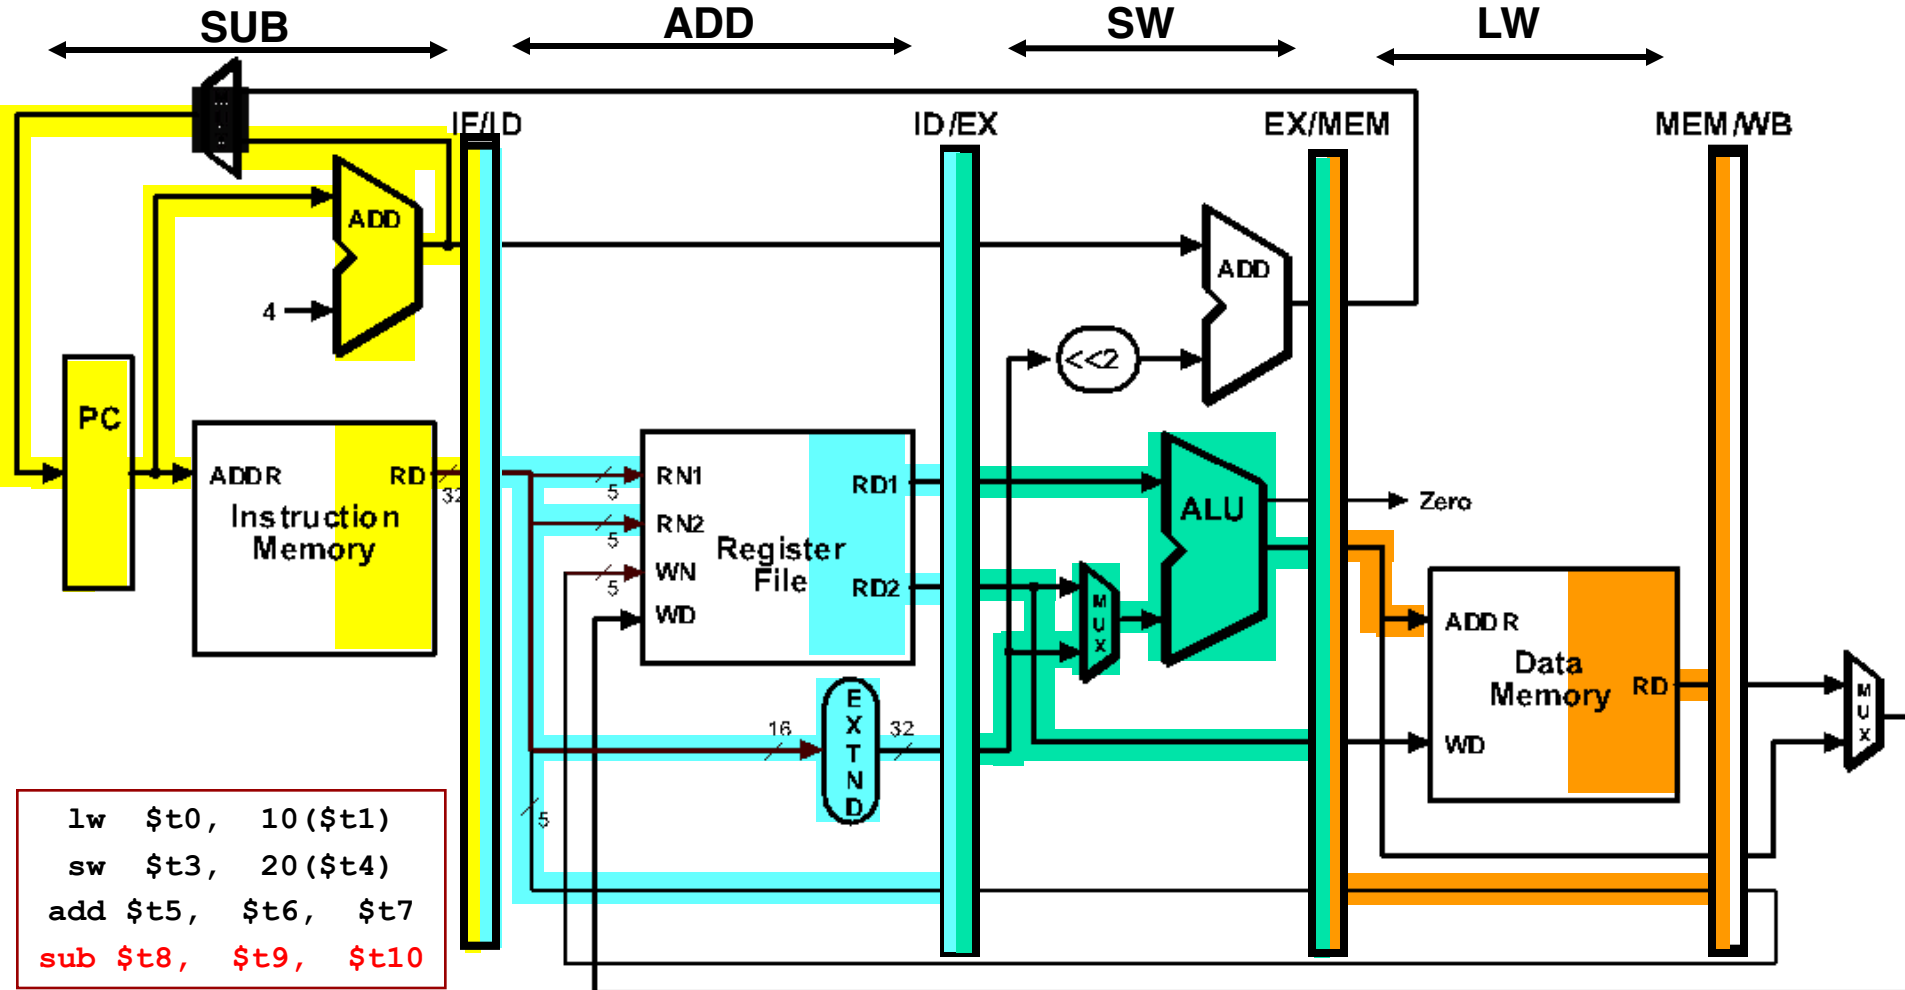 SUB
ADD
SW
LW
IF/ID
ID/EX
EX/MEM
MEM/WB
ADD
4
PC
ADDR
RD
32
Instruction
Memory
5
RN1
5
RN2
5
WN
WD
Register
File
RD1
RD2
16
E
X
T
N
D
32
5
ADD
<<2
M
U
X
ALU
Zero
ADDR
Data
Memory
RD
WD
M
U
X
lw $t0, 10($t1)
sw $t3, 20($t4)
add $t5, $t6, $t7
sub $t8, $t9, $t10